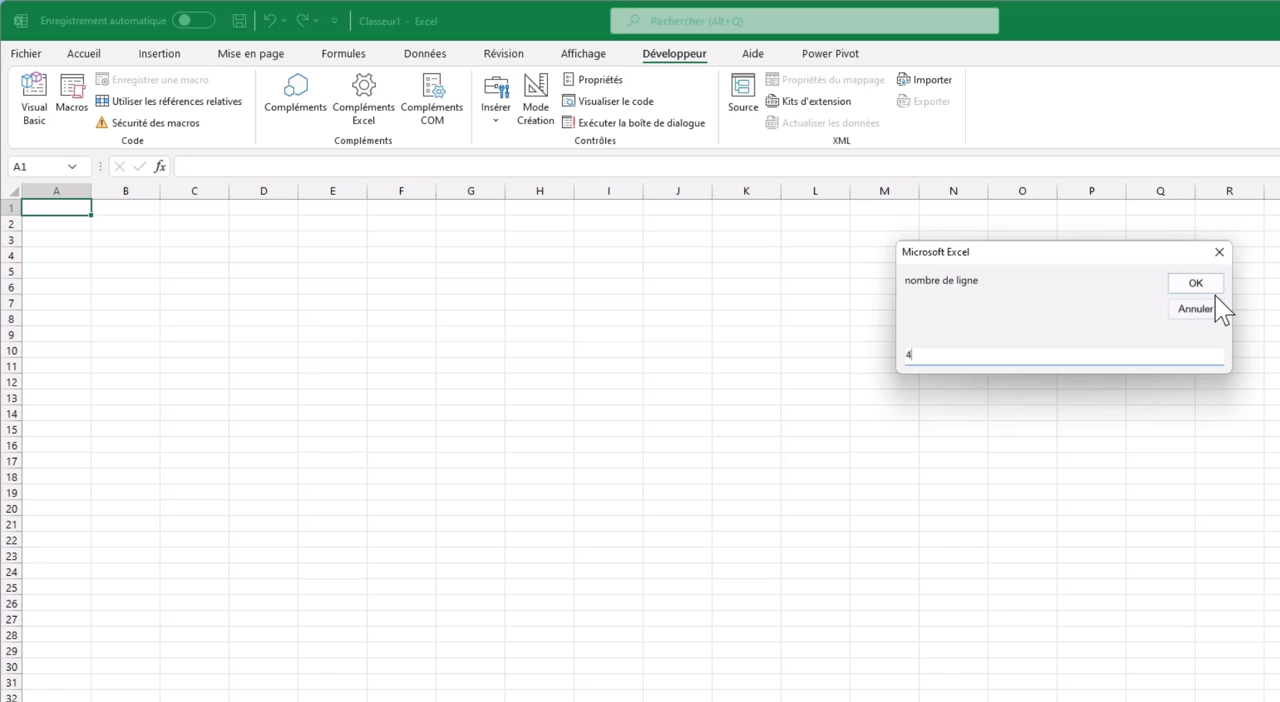 Enregistrement automatique Classeur1 - Excel Rechercher (Alt+Q)
Fichier Accueil Insertion Mise en page Formules Données Révision Affichage Développeur Aide Power Pivot
Visual Basic
Macros
Enregistrer une macro
Utiliser les références relatives
Sécurité des macros
Code
Compléments
Compléments Excel
Compléments COM
Compléments
Insérer
Mode Création
Propriétés
Visualiser le code
Exécuter la boîte de dialogue
Contrôles
Source
Propriétés du mappage
Kits d'extension
Actualiser les données
Importer
Exporter
XML
A1 fx
A B C D E F G H I J K L M N O P Q R
1
2
3
4
5
6
7
8
9
10
11
12
13
14
15
16
17
18
19
20
21
22
23
24
25
26
27
28
29
30
31
32
Microsoft Excel
nombre de ligne
OK
Annuler
4